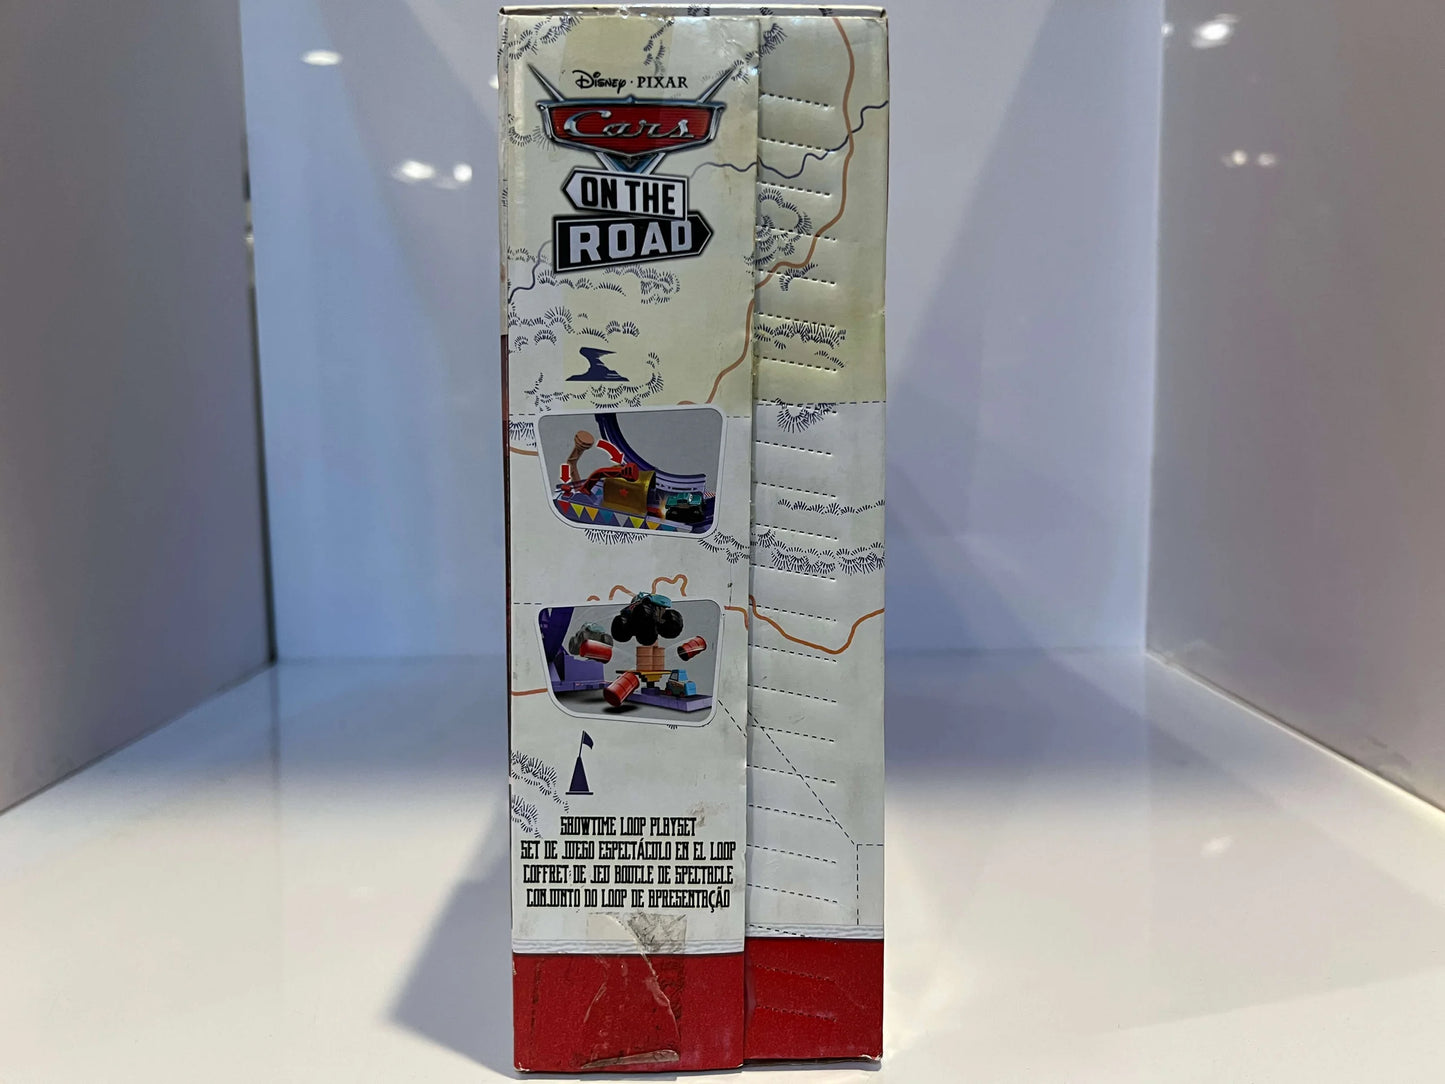 Disney · PIXAR
Cars
ON THE
ROAD
SHOWTIME LOOP PLAYSET
SET DE JUEGO ESPECTÁCULO EN EL LOOP
COFFRET DE JEU BOUCLE DE SPECTACLE
CONJUNTO DO LOOP DE APRESENTAÇÃO